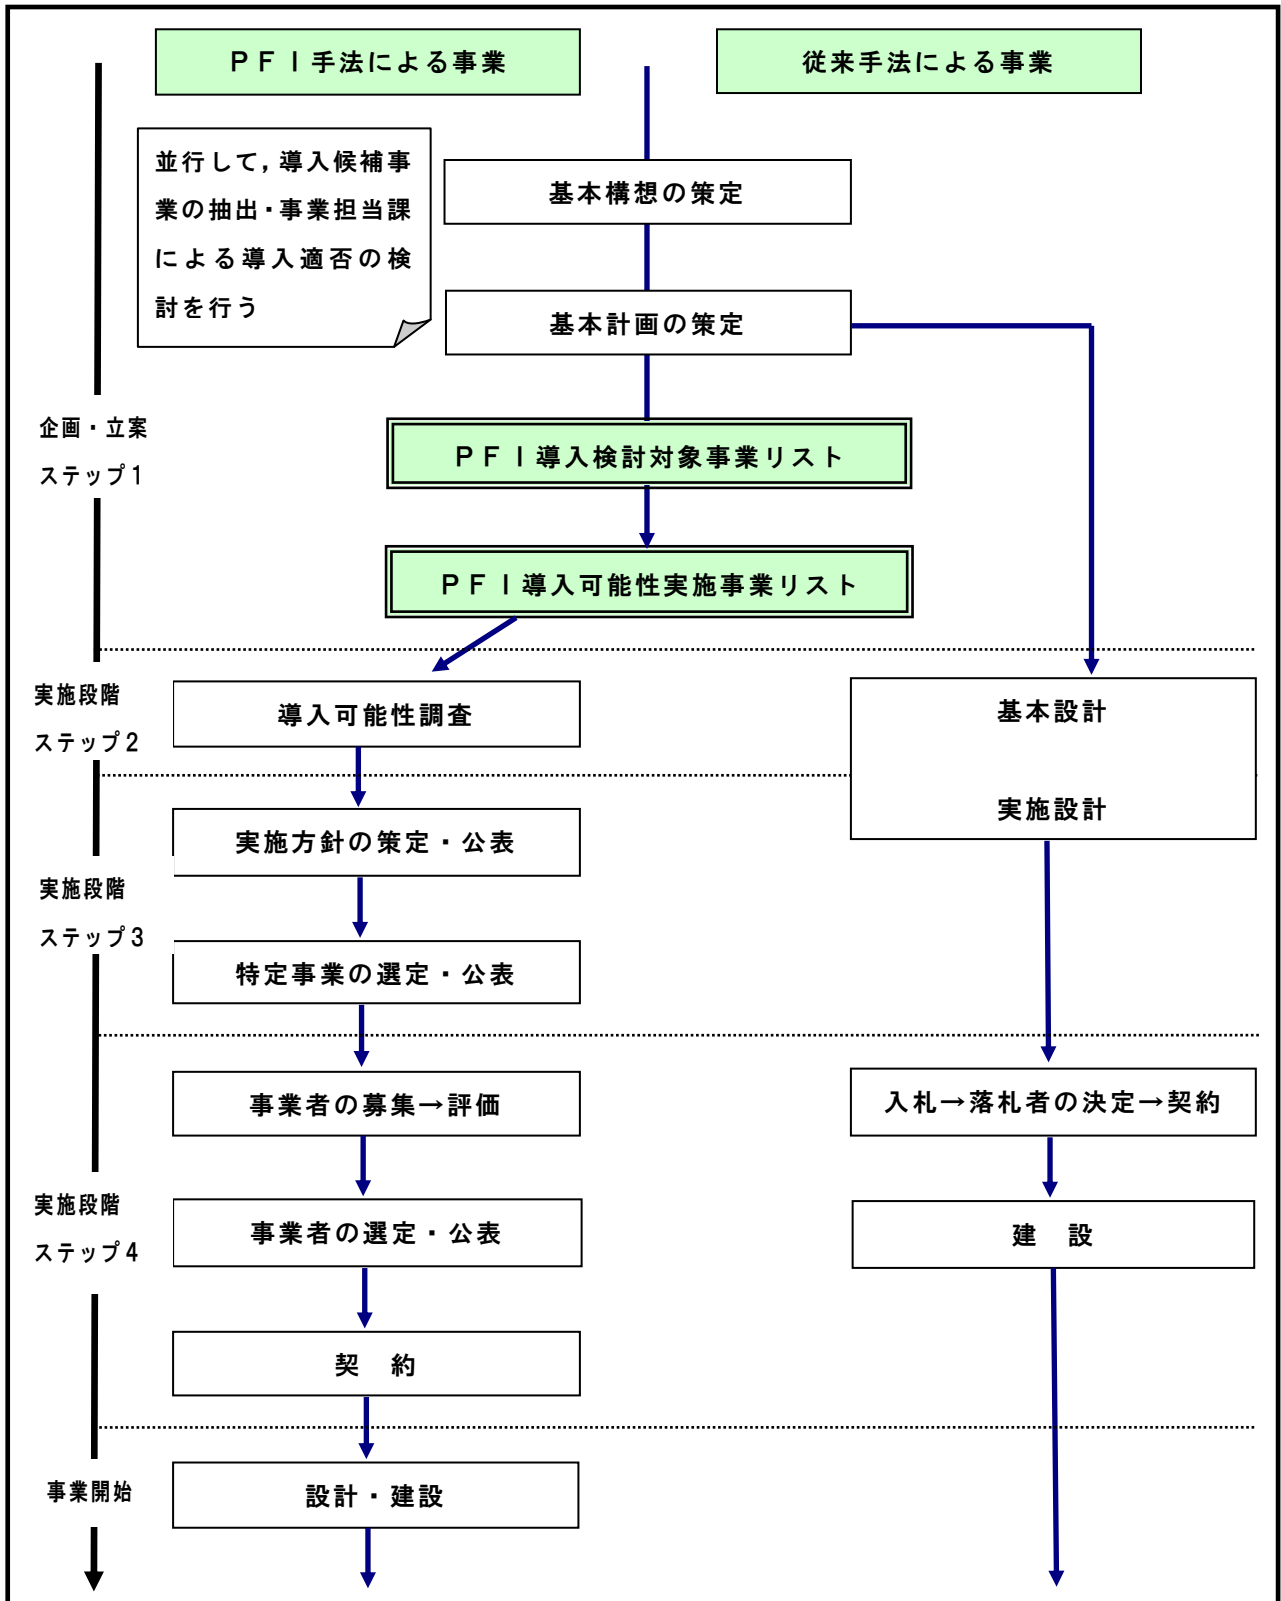 ＰＦＩ手法による事業
従来手法による事業
並行して，導入候補事
業の抽出・事業担当課
による導入適否の検
討を行う
基本構想の策定
基本計画の策定
企画・立案
ステップ1
ＰＦＩ導入検討対象事業リスト
ＰＦＩ導入可能性実施事業リスト
実施段階
ステップ2
導入可能性調査
基本設計
実施設計
実施方針の策定・公表
実施段階
ステップ3
特定事業の選定・公表
事業者の募集→評価
入札→落札者の決定→契約
実施段階
ステップ4
事業者の選定・公表
建　設
契　約
事業開始
設計・建設